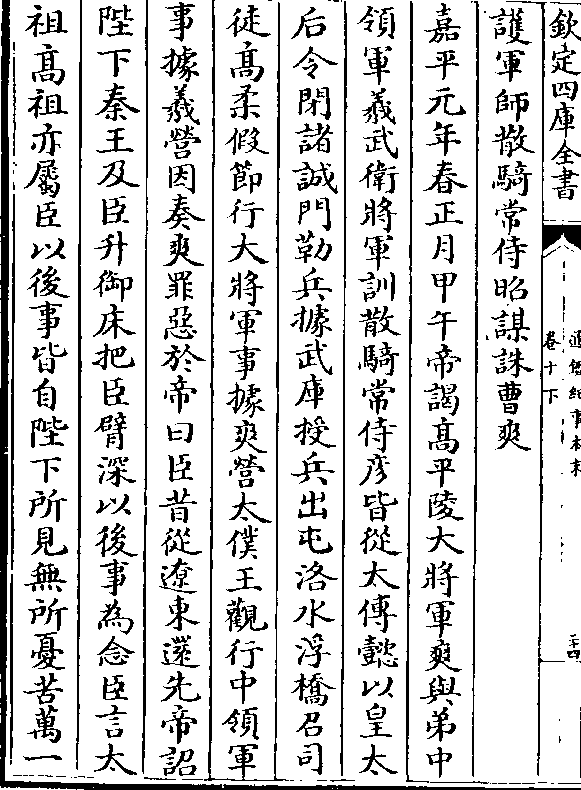 欽定四庫全書
通鑑紀事本末
卷十下
二十四
護軍師散騎常侍昭謀誅曹爽
嘉平元年春正月甲午帝謁高平陵大將軍爽與弟中
領軍羲武衛將軍訓散騎常侍彥皆從太傅懿以皇太
后令閉諸誠門勒兵據武庫授兵出屯洛水浮橋召司
徒高柔假節行大將軍事據爽營太僕王觀行中領軍
事據羲營因奏爽罪惡於帝曰臣昔從遼東還先帝詔
陛下秦王及臣升御床把臣臂深以後事為念臣言太
祖高祖亦屬臣以後事皆自陛下所見無所憂苦萬一